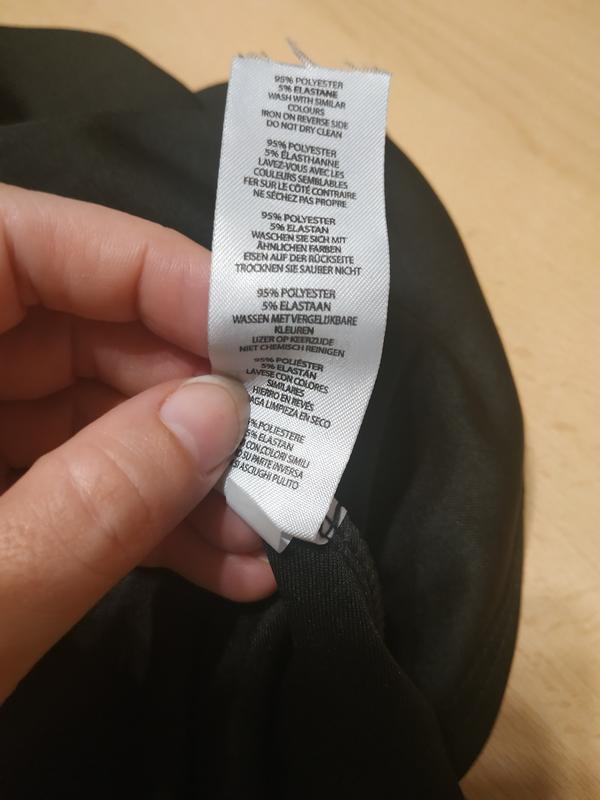 95% POLYESTER
5% ELASTANE
WASH WITH SIMILAR
COLOURS
IRON ON REVERSE SIDE
DO NOT DRY CLEAN
95% POLYESTER
5% ÉLASTHANNE
LAVEZ-VOUS AVEC LES
COULEURS SEMBLABLES
FER SUR LE CÔTÉ CONTRAIRE
NE SÉCHEZ PAS PROPRE
95% POLYESTER
5% ELASTAN
WASCHEN SIE SICH MIT
ÄHNLICHEN FARBEN
EISEN AUF DER RÜCKSEITE
TROCKNEN SIE SAUBER NICHT
95% POLYESTER
5% ELASTAAN
WASSEN MET VERGELIJKBARE
KLEUREN
IJZER OP KEERZIJDE
NIET CHEMISCH REINIGEN
95% POLIÉSTER
5% ELASTÁN
LAVESE CON COLORES
SIMILARES
HIERRO EN REVÉS
AGA LIMPIEZA EN SECO
% POLIESTERE
5% ELASTAN
CON COLORI SIMILI
SU PARTE INVERSA
ASCIUGHI PULITO